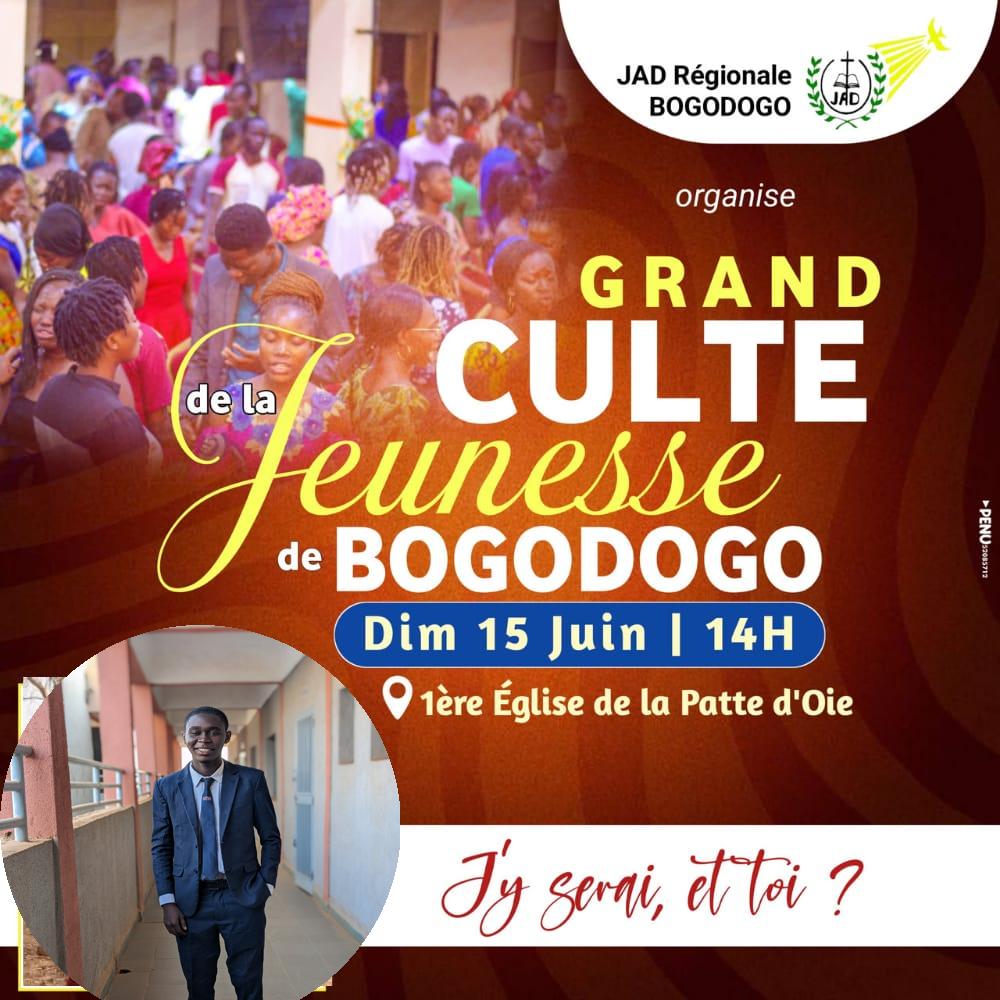 JAD Régionale
BOGODOGO
JAD
organise
GRAND
CULTE
de la
Jeunesse
de BOGODOGO
Dim 15 Juin | 14H
1ère Église de la Patte d'Oie
J'y serai, et toi ?
PENU